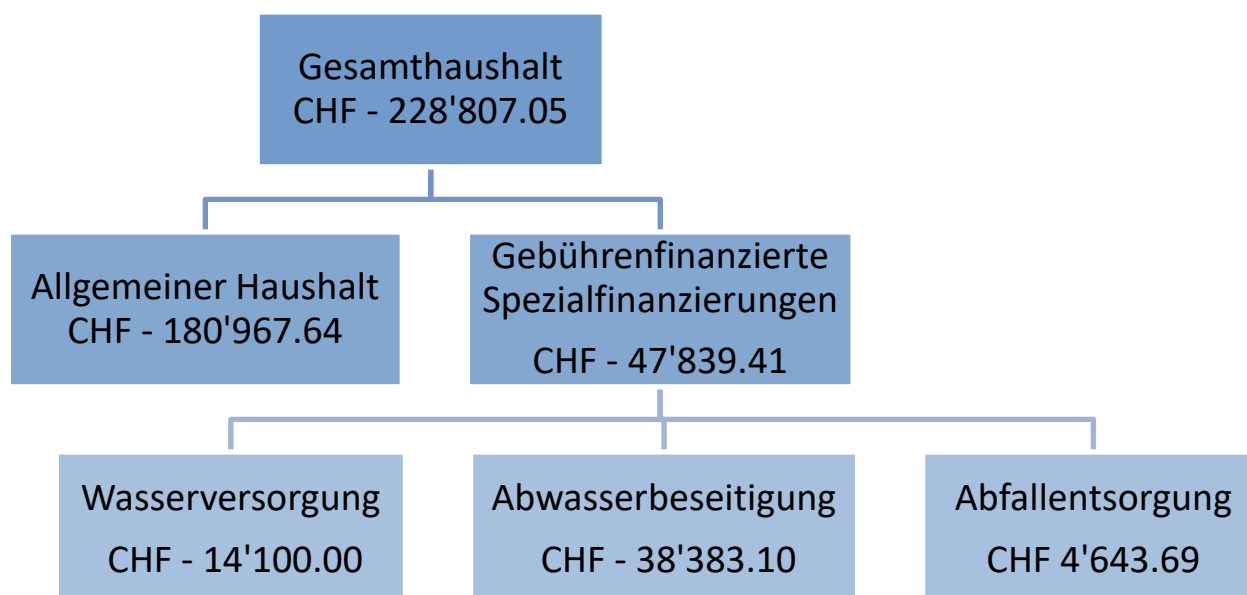 Gesamthaushalt
CHF - 228'807.05
Allgemeiner Haushalt
CHF - 180'967.64
Gebührenfinanzierte
Spezialfinanzierungen
CHF - 47'839.41
Wasserversorgung
CHF - 14'100.00
Abwasserbeseitigung
CHF - 38'383.10
Abfallentsorgung
CHF 4'643.69